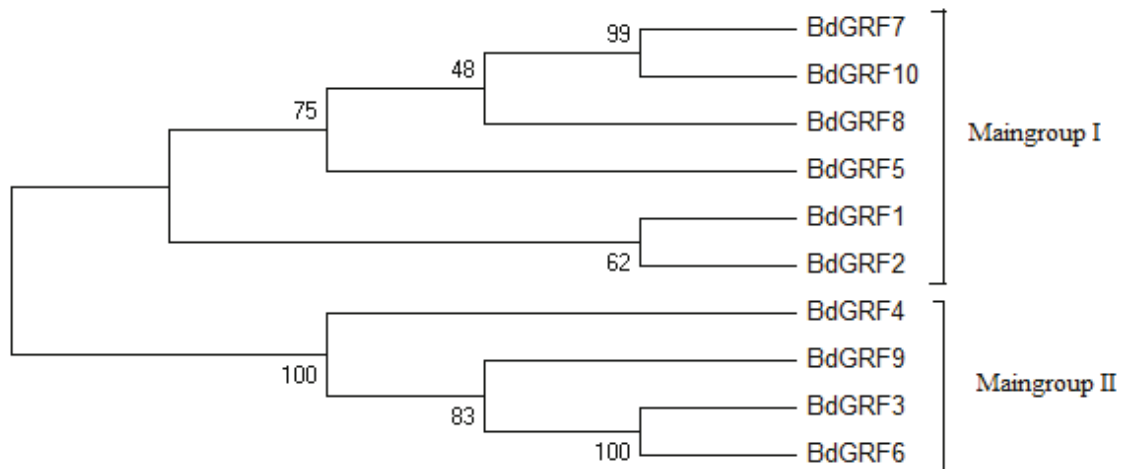 99
BdGRF7
BdGRF10
48
BdGRF8
75
BdGRF5
Maingroup I
BdGRF1
BdGRF2
62
BdGRF4
BdGRF9
100
83
BdGRF3
Maingroup II
BdGRF6
100